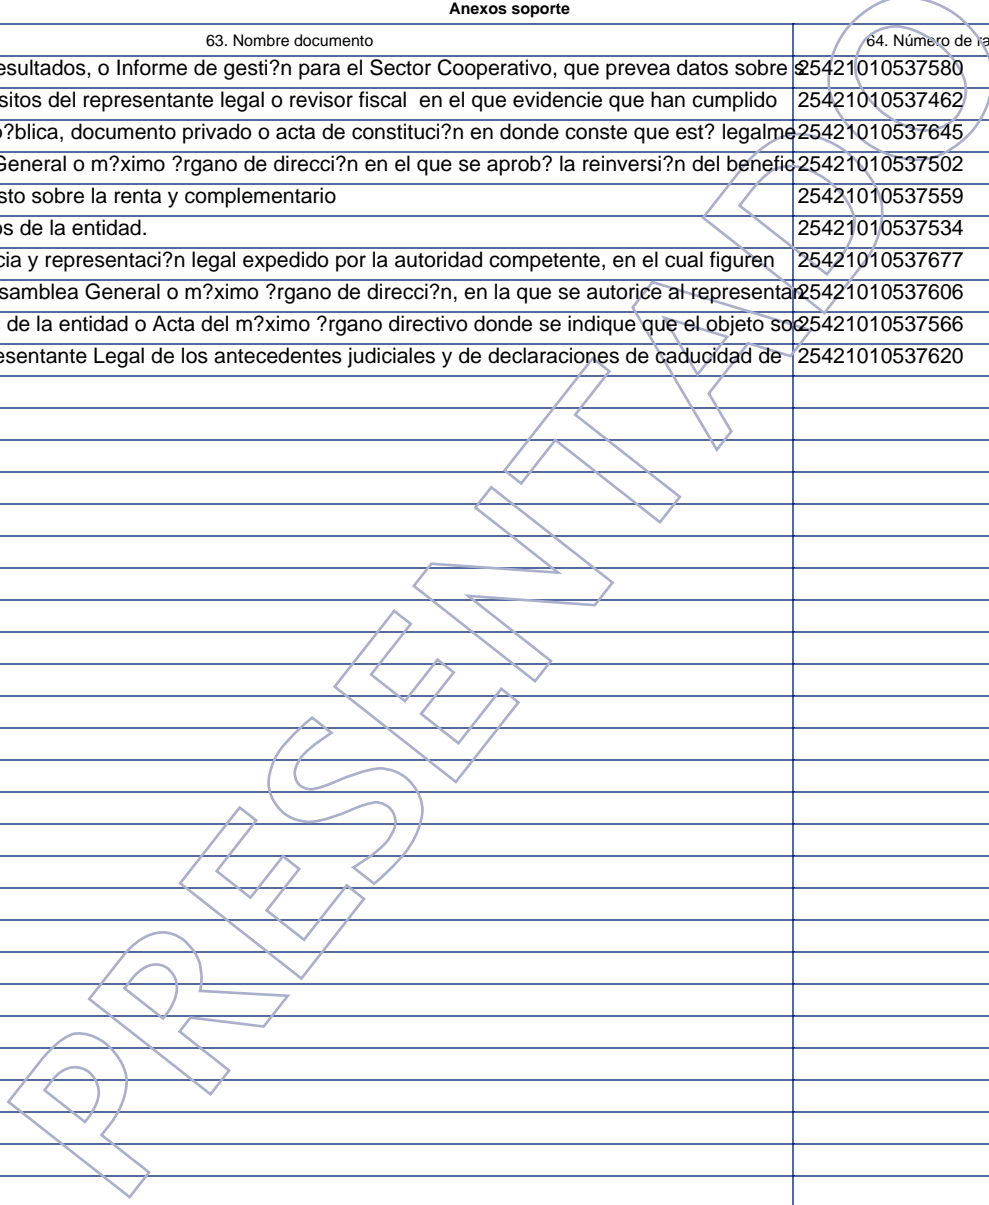 Anexos soporte
63. Nombre documento 64. Número de ra
esultados, o Informe de gesti?n para el Sector Cooperativo, que prevea datos sobre s 25421010537580
sitos del representante legal o revisor fiscal en el que evidencie que han cumplido 25421010537462
p?blica, documento privado o acta de constituci?n en donde conste que est? legalme 25421010537645
General o m?ximo ?rgano de direcci?n en el que se aprob? la reinversi?n del benefic 25421010537502
sto sobre la renta y complementario 25421010537559
os de la entidad. 25421010537534
cia y representaci?n legal expedido por la autoridad competente, en el cual figuren 25421010537677
samblea General o m?ximo ?rgano de direcci?n, en la que se autorice al representan 25421010537606
de la entidad o Acta del m?ximo ?rgano directivo donde se indique que el objeto soc 25421010537566
esentante Legal de los antecedentes judiciales y de declaraciones de caducidad de 25421010537620
PRESENTADO